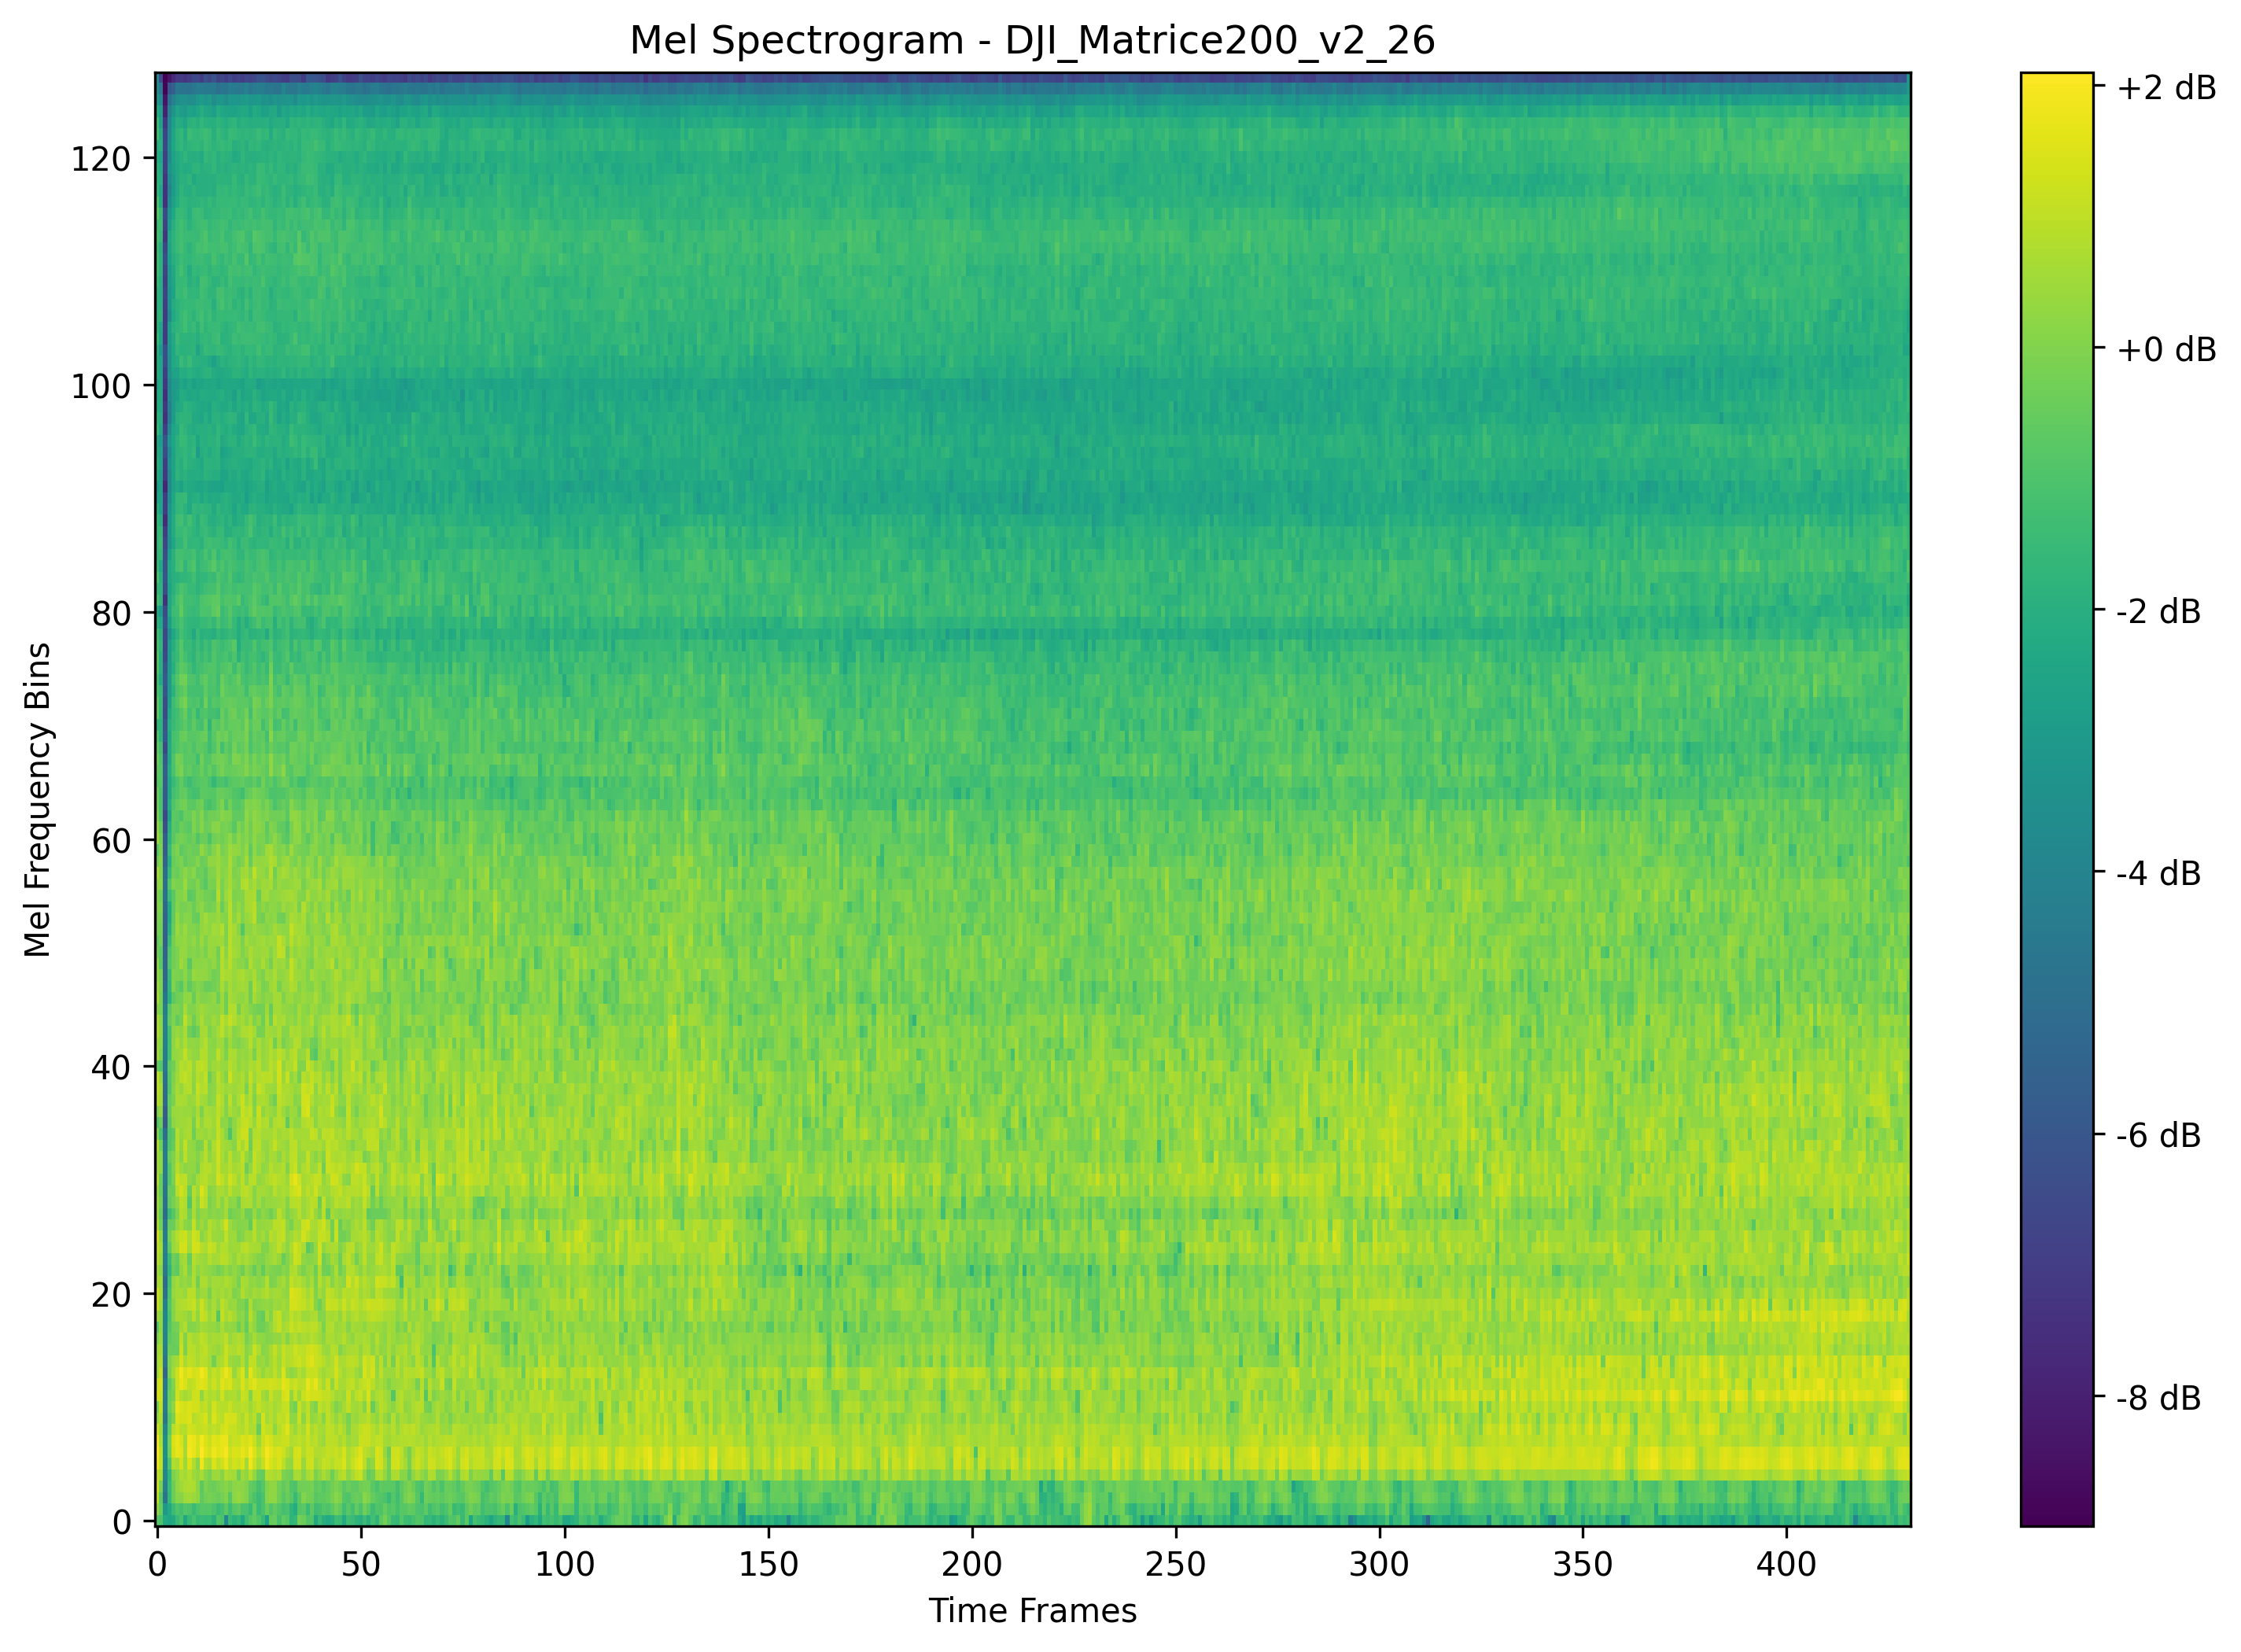 Mel Spectrogram - DJI_Matrice200_v2_26
Mel Frequency Bins
120
100
80
60
40
20
0
0 50 100 150 200 250 300 350 400
Time Frames
+2 dB
+0 dB
-2 dB
-4 dB
-6 dB
-8 dB